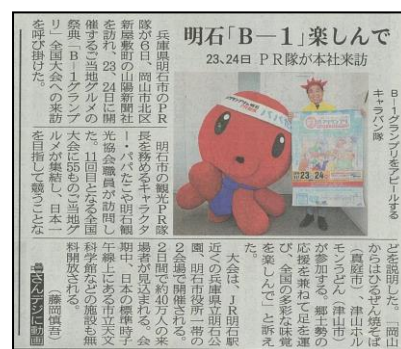 明石「B―1」楽しんで
23、24日 PR隊が本社来訪
B―1グランプリをアピールする
キャラバン隊
兵庫県明石市のPR
隊が6日、岡山市北区
新屋敷町の山陽新聞社
を訪れ、23、24日に開
催するご当地グルメの
祭典「B―1グランプ
リ」全国大会への来訪
を呼び掛けた。
明石市の観光PR隊
長を務めるキャラクタ
ー・パパたこや明石観
光協会職員が訪問し
た。11回目となる全国
大会に55ものご当地グ
ルメが集結し、日本一
を目指して競うことな
どを説明した。「岡山
からはひるぜん焼そば
(真庭市)、津山ホル
モンうどん(津山市)
が参加する。郷土勢の
応援を兼ねて足を運
び、全国の多彩な味覚
を楽しんで」と訴え
た。
大会は、JR明石駅
近くの兵庫県立明石公
園、明石市役所一帯の
2会場で開催される。
2日間で約40万人の来
場者が見込まれる。会
期中、日本の標準時子
午線上にある市立天文
科学館などの施設も無
料開放される。
(藤岡慎吾)
さんデジに動画
23 24